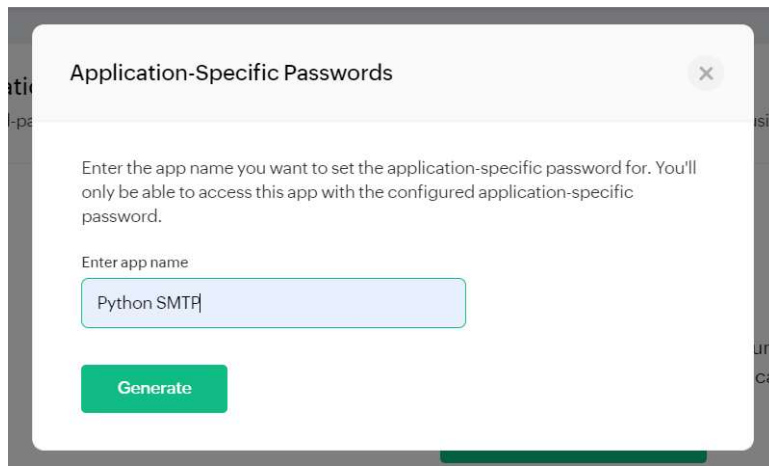 Application-Specific Passwords
Enter the app name you want to set the application-specific password for. You'll
only be able to access this app with the configured application-specific
password.
Enter app name
Python SMTP
Generate